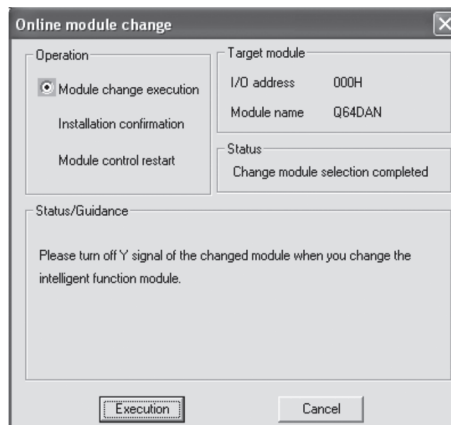 Online module change
Operation
Module change execution
Installation confirmation
Module control restart
Target module
I/O address 000H
Module name Q64DAN
Status
Change module selection completed
Status/Guidance
Please turn off Y signal of the changed module when you change the
intelligent function module.
Execution Cancel